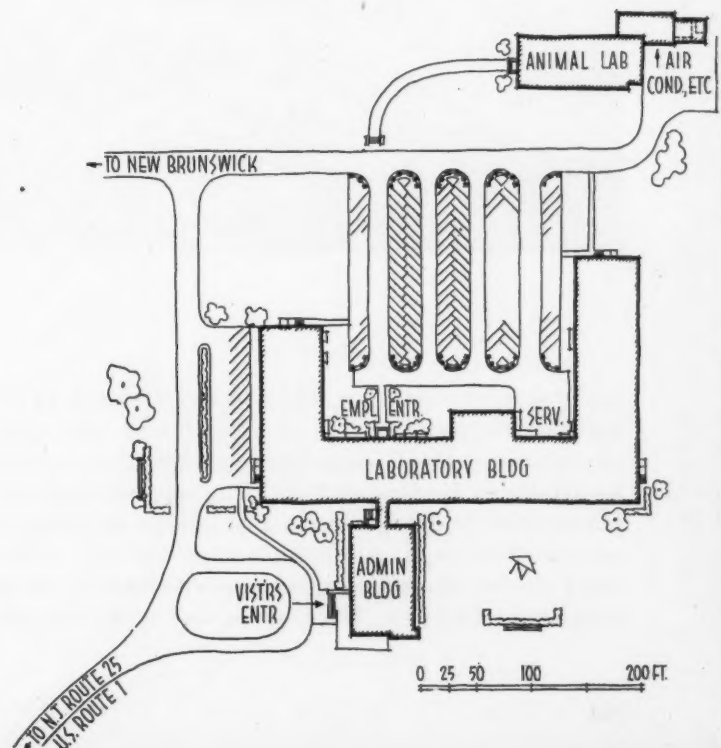 ANIMAL LAB
AIR
COND, ETC
TO NEW BRUNSWICK
EMPL ENTR.
SERV.
LABORATORY BLDG
ADMIN
BLDG
VISTRS
ENTR
0 25 50 100 200 FT.
TO N.J. ROUTE 25
U.S. ROUTE 1